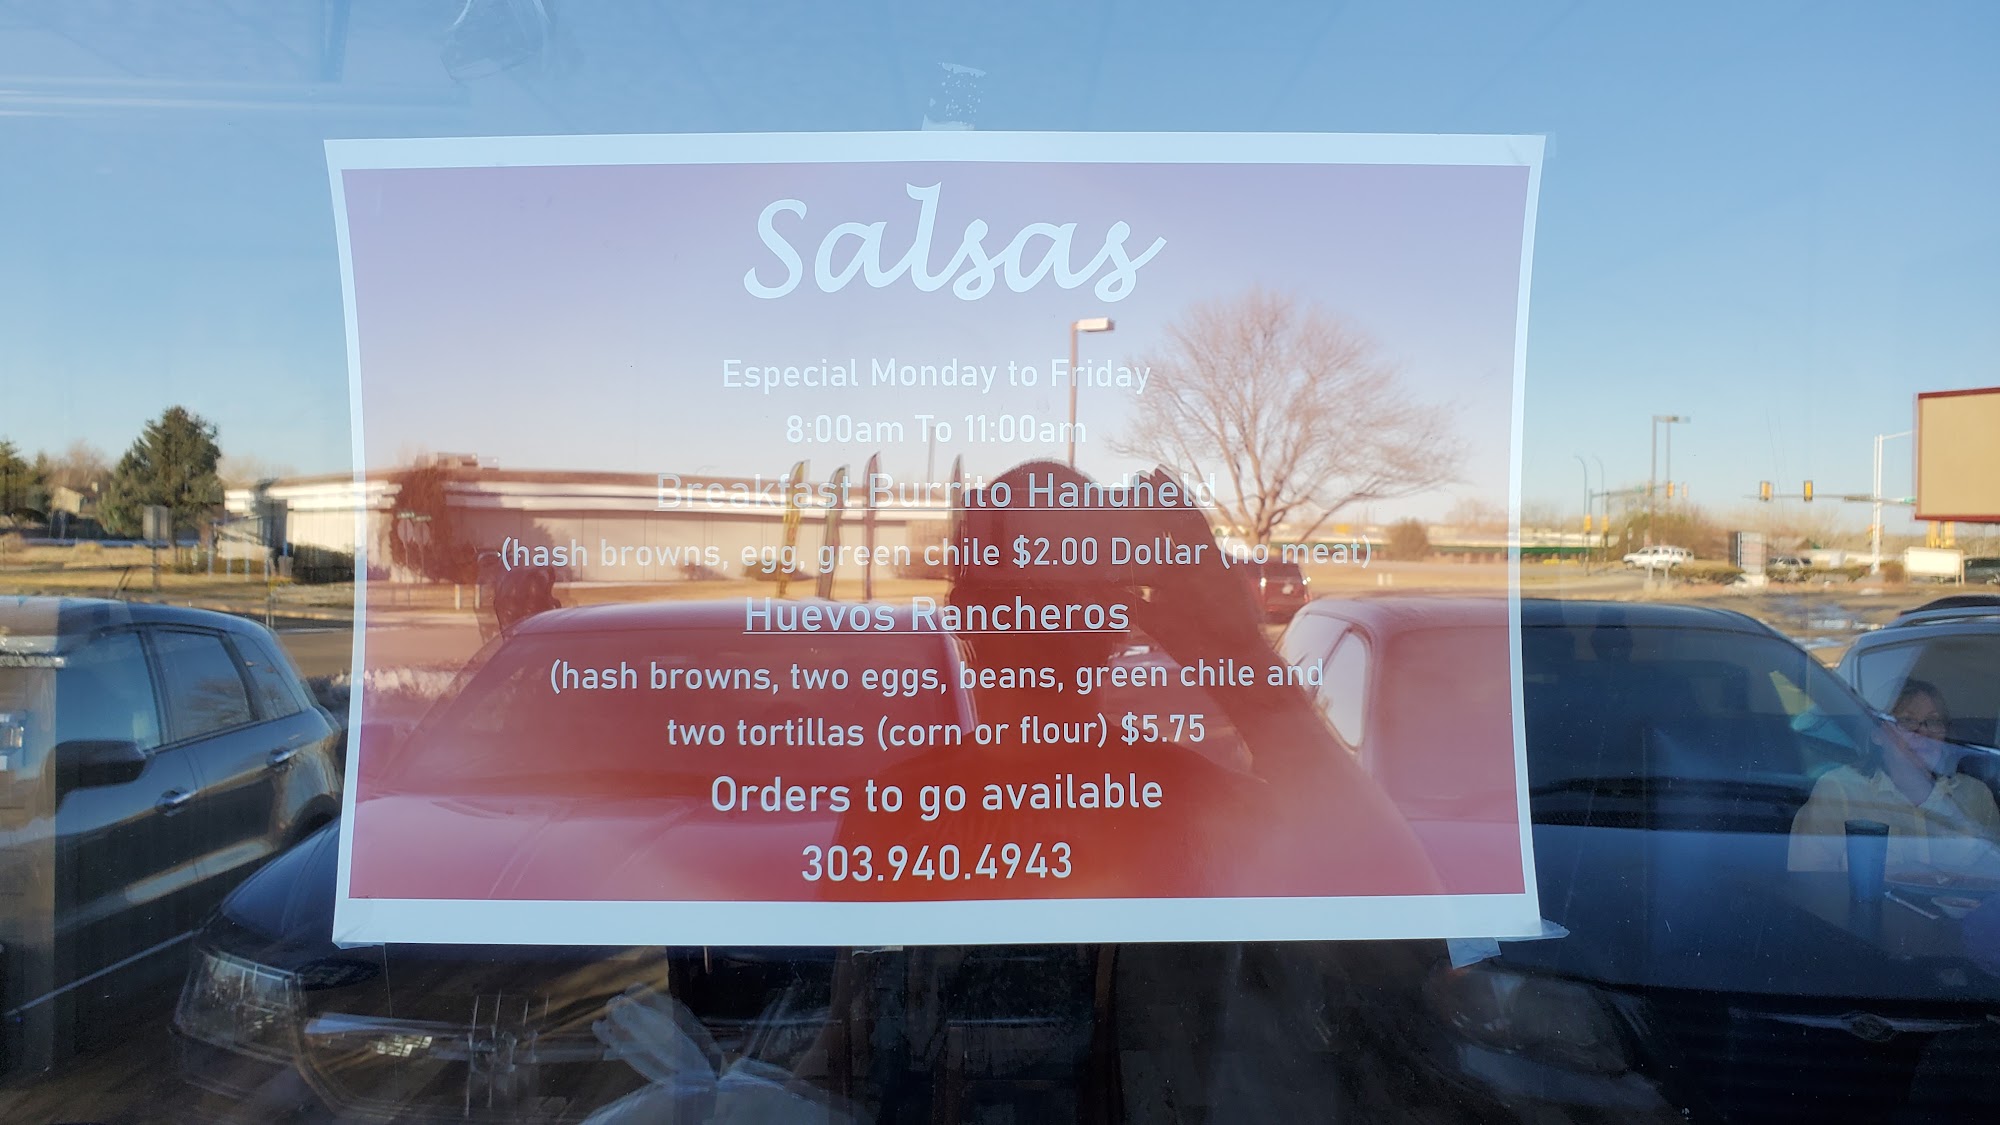 Salsas
Especial Monday to Friday
8:00am To 11:00am
Breakfast Burrito Handheld
(hash browns, egg, green chile $2.00 Dollar (no meat)
Huevos Rancheros
(hash browns, two eggs, beans, green chile and
two tortillas (corn or flour) $5.75
Orders to go available
303.940.4943